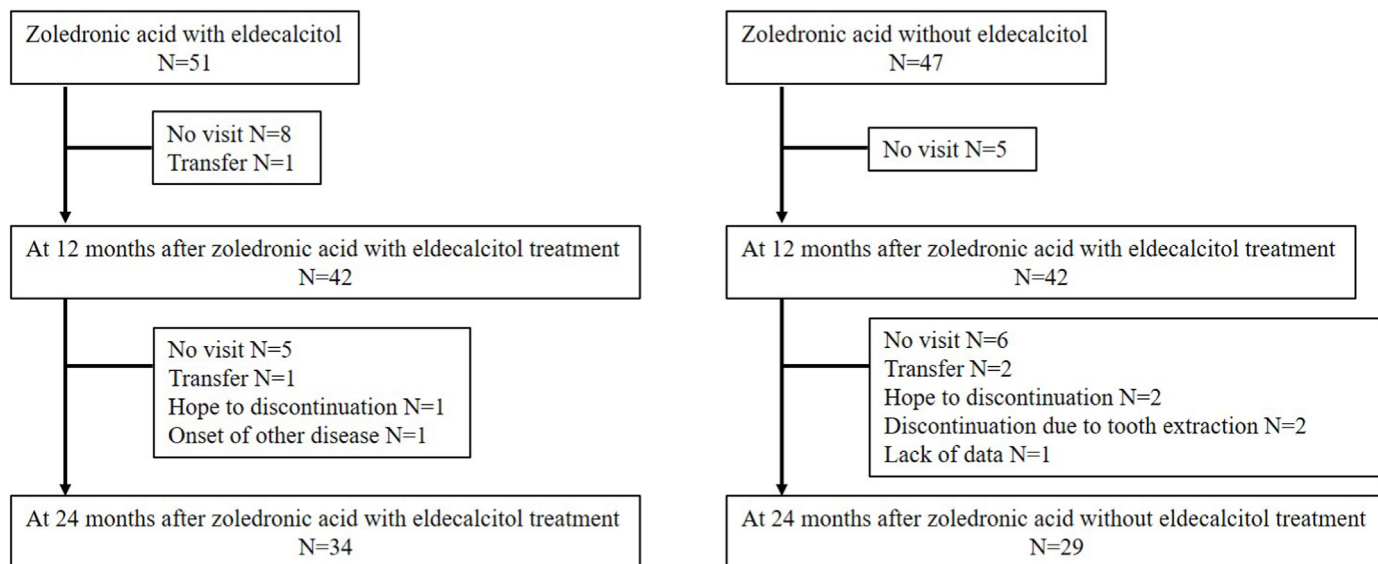 Zoledronic acid with eldecalcitol
N=51
No visit N=8
Transfer N=1
At 12 months after zoledronic acid with eldecalcitol treatment
N=42
No visit N=5
Transfer N=1
Hope to discontinuation N=1
Onset of other disease N=1
At 24 months after zoledronic acid with eldecalcitol treatment
N=34
Zoledronic acid without eldecalcitol
N=47
No visit N=5
At 12 months after zoledronic acid with eldecalcitol treatment
N=42
No visit N=6
Transfer N=2
Hope to discontinuation N=2
Discontinuation due to tooth extraction N=2
Lack of data N=1
At 24 months after zoledronic acid without eldecalcitol treatment
N=29